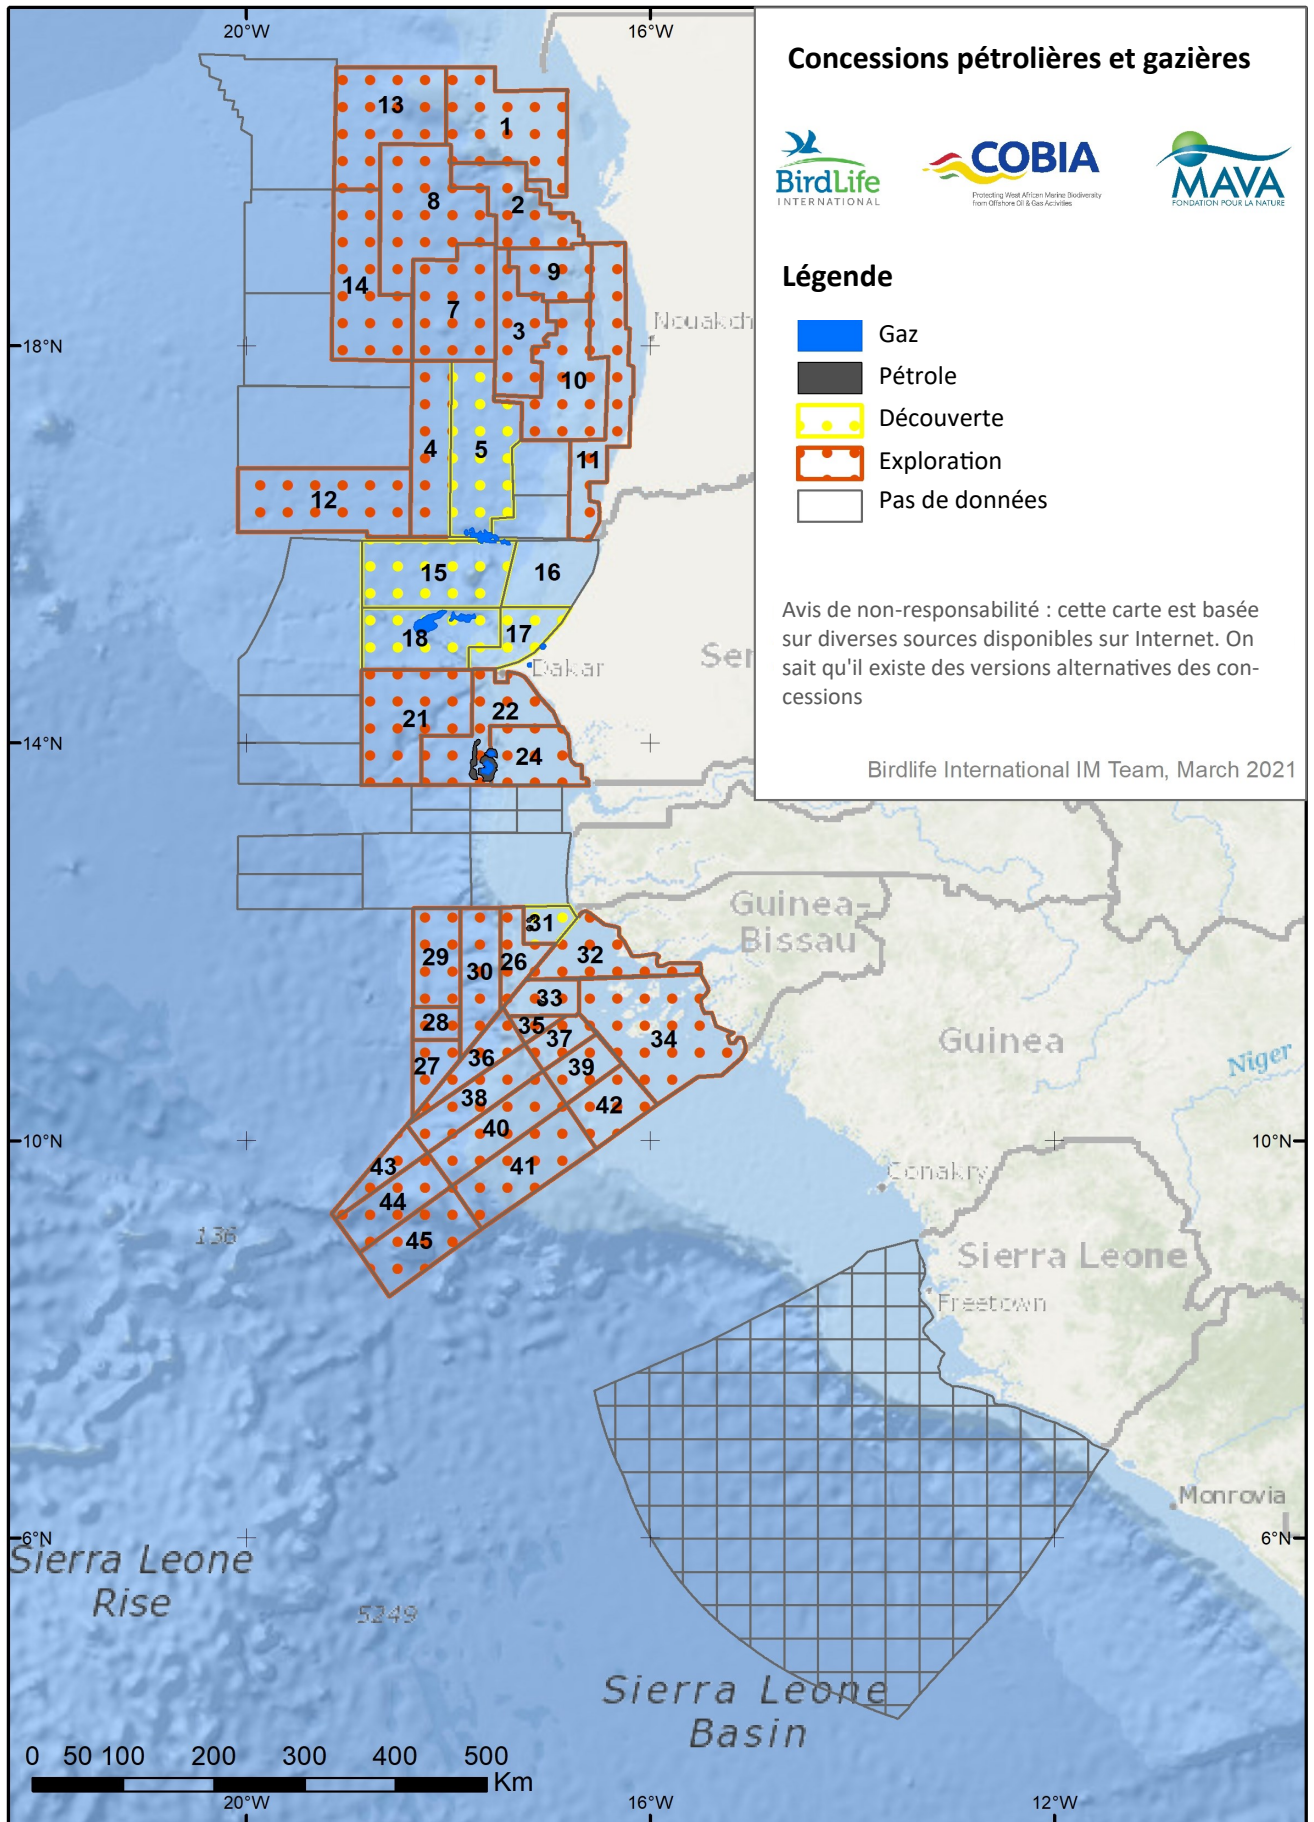 20°W
16°W
Concessions pétrolières et gazières
BirdLife
INTERNATIONAL
COBIA
Protecting West African Marine Biodiversity
from Offshore Oil & Gas Activities
MAVA
FONDATION POUR LA NATURE
Légende
Gaz
Pétrole
Découverte
Exploration
Pas de données
Avis de non-responsabilité : cette carte est basée
sur diverses sources disponibles sur Internet. On
sait qu'il existe des versions alternatives des con-
cessions
Birdlife International IM Team, March 2021
13
1
8
2
9
14
7
3
Nouakch
18°N
10
4
5
11
12
15
16
18
17
Dakar
Ser
21
22
24
14°N
Guinea-
Bissau
31
29
30
26
32
33
28
35
37
34
Guinea
27
36
39
Niger
38
42
40
10°N
10°N
43
41
Conakry
44
136
45
Sierra Leone
Freetown
Monrovia
L
6°N
6°N
Sierra Leone
Rise
5249
Sierra Leone
Basin
0 50 100 200 300 400 500
Km
20°W
16°W
12°W